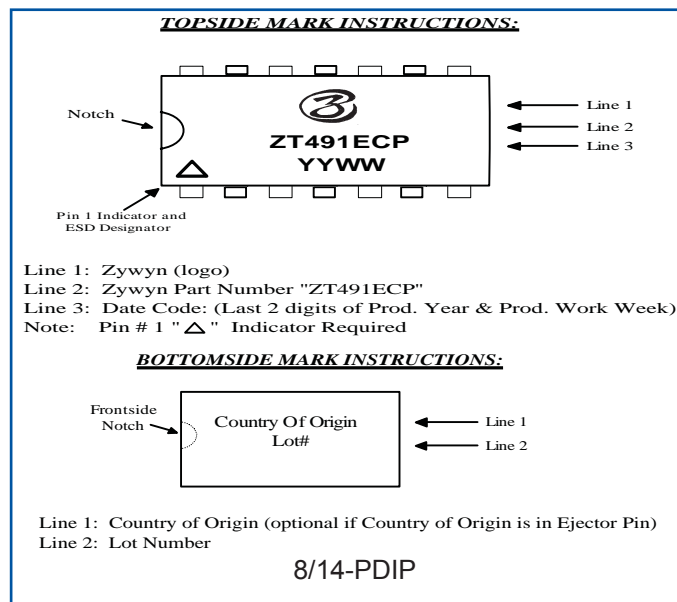 TOPSIDE MARK INSTRUCTIONS:
Notch
ZT491ECP
YYWW
Line 1
Line 2
Line 3
Pin 1 Indicator and
ESD Designator
Line 1: Zywyn (logo)
Line 2: Zywyn Part Number "ZT491ECP"
Line 3: Date Code: (Last 2 digits of Prod. Year & Prod. Work Week)
Note: Pin # 1 "△" Indicator Required
BOTTOMSIDE MARK INSTRUCTIONS:
Frontside
Notch
Country Of Origin
Lot#
Line 1
Line 2
Line 1: Country of Origin (optional if Country of Origin is in Ejector Pin)
Line 2: Lot Number
8/14-PDIP